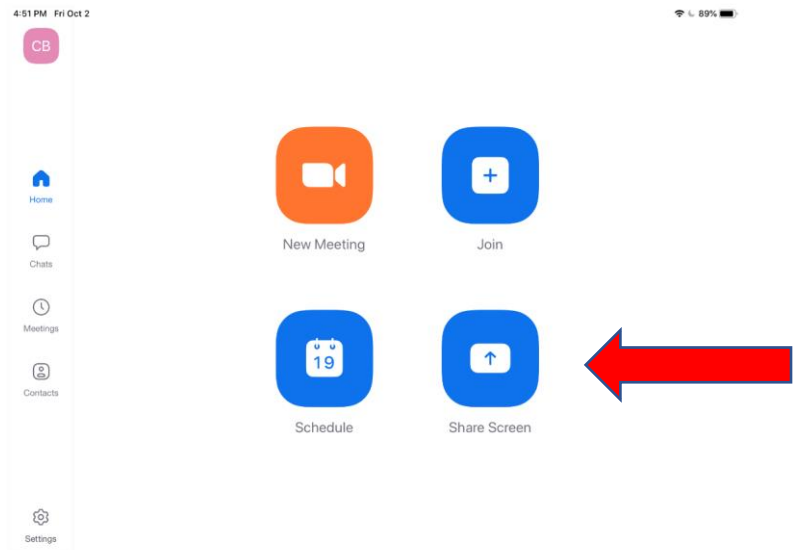 4:51 PM Fri Oct 2
89%
CB
Home
Chats
Meetings
Contacts
Settings
New Meeting
Join
19
Schedule
Share Screen